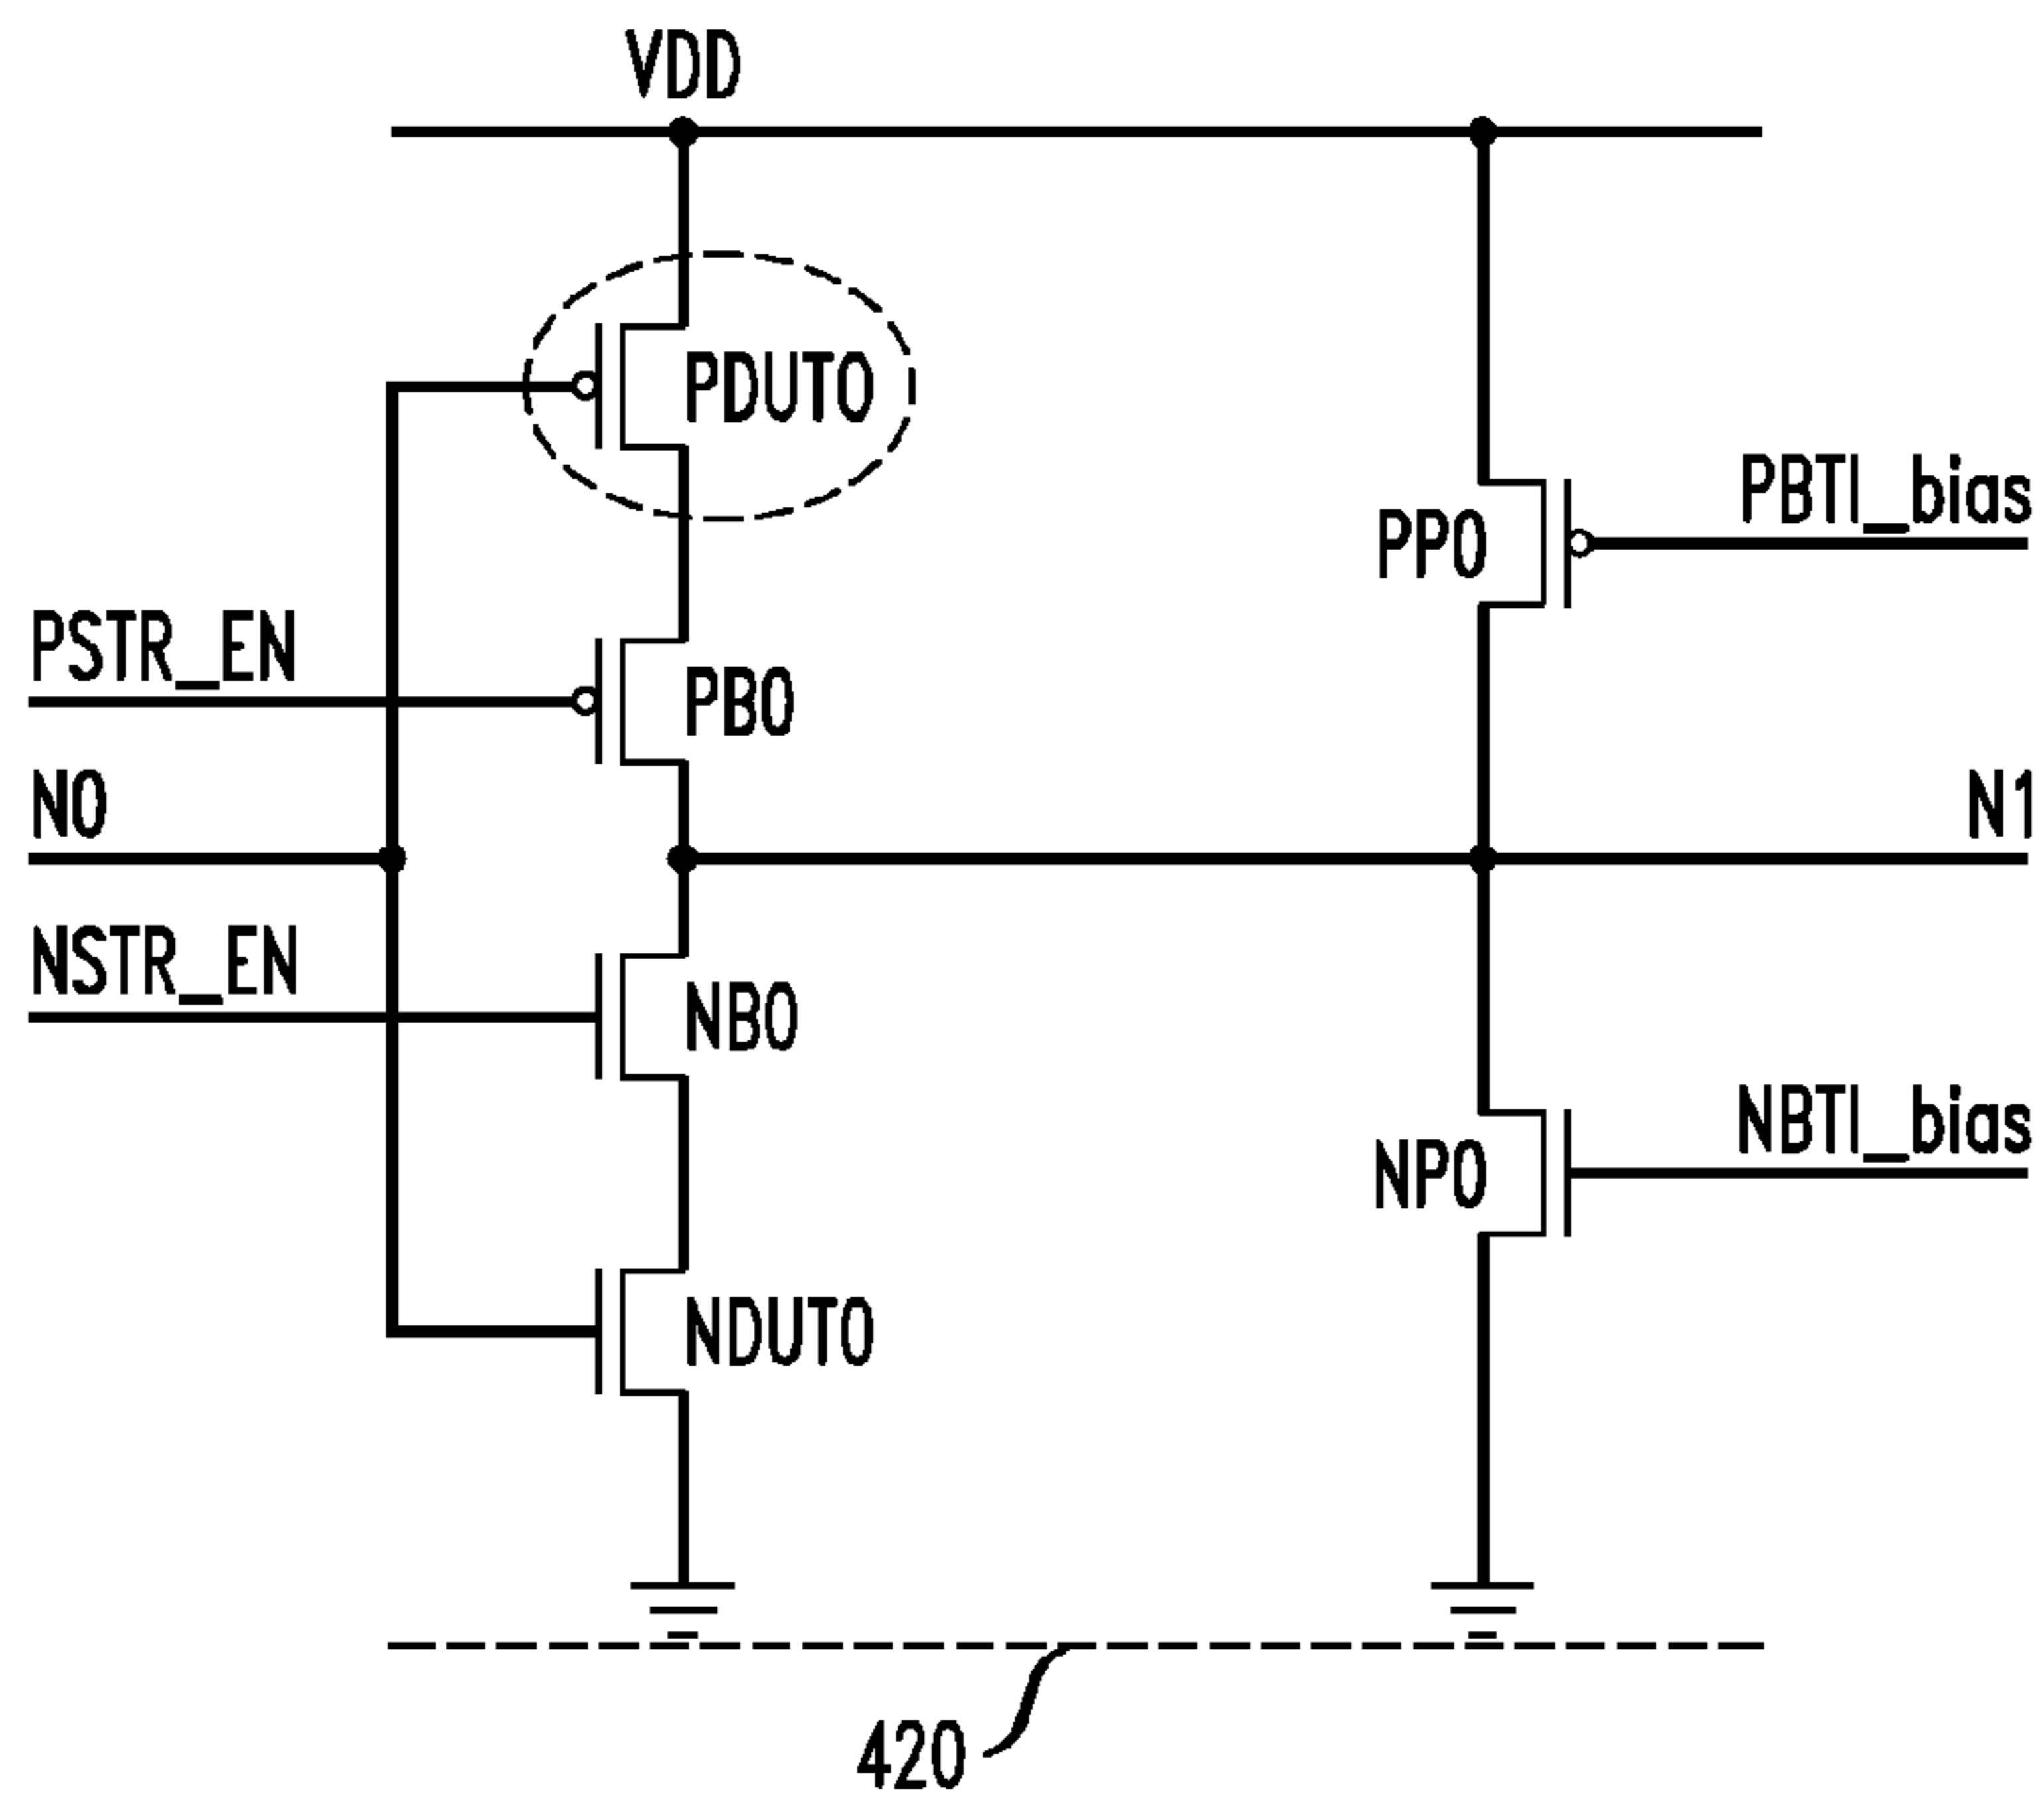 VDD
PDUT0
PBTI_bias
PP0
PSTR_EN
PB0
N0
N1
NSTR_EN
NB0
NBTI_bias
NP0
NDUT0
420